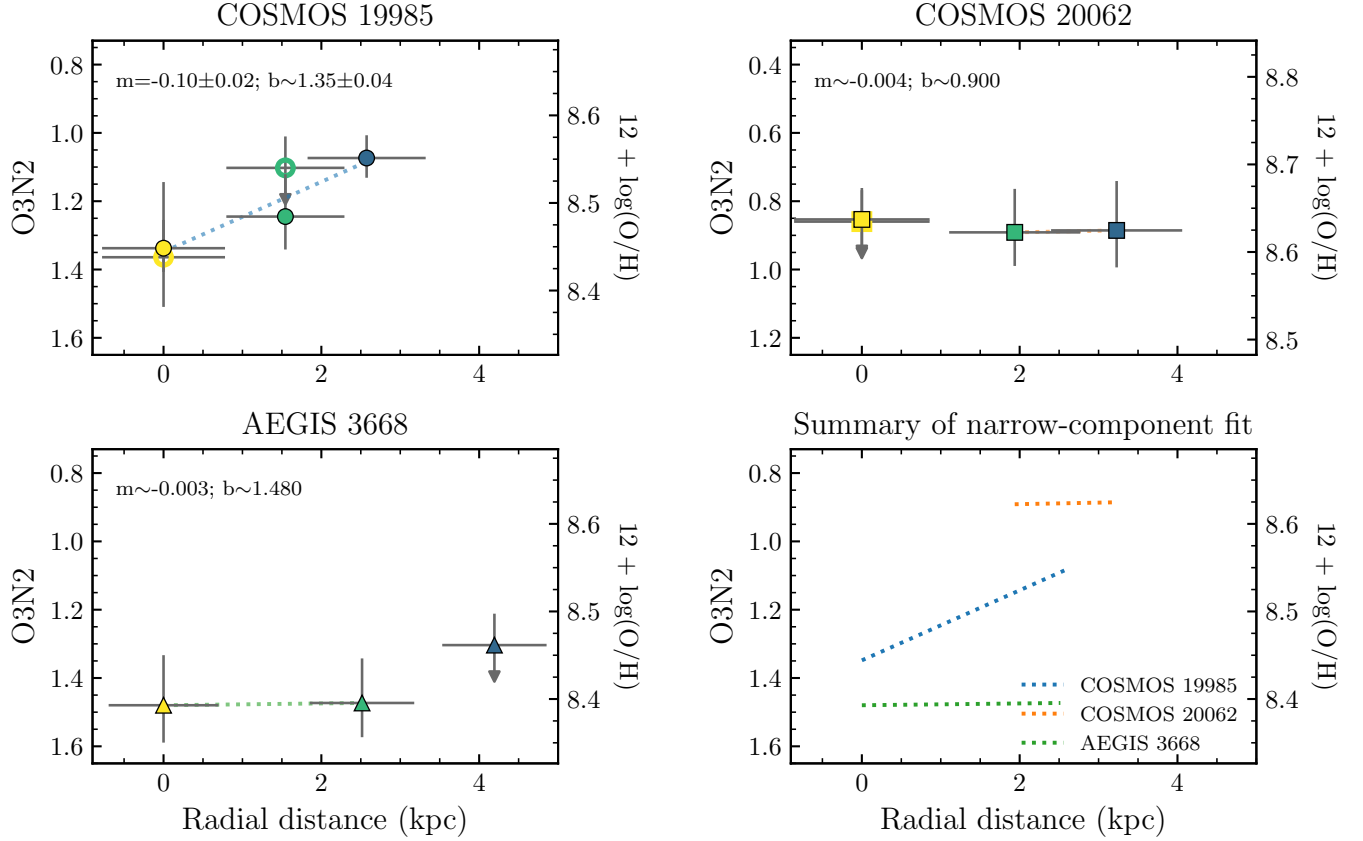 COSMOS 19985
m=-0.10±0.02; b∼1.35±0.04
O3N2
0.8
1.0
1.2
1.4
1.6
0
2
4
8.6
8.5
8.4
12 + log(O/H)
COSMOS 20062
m∼-0.004; b∼0.900
O3N2
0.4
0.6
0.8
1.0
1.2
0
2
4
8.8
8.7
8.6
8.5
12 + log(O/H)
AEGIS 3668
m∼-0.003; b∼1.480
O3N2
0.8
1.0
1.2
1.4
1.6
0
2
4
Radial distance (kpc)
8.6
8.5
8.4
12 + log(O/H)
Summary of narrow-component fit
O3N2
0.8
1.0
1.2
1.4
1.6
COSMOS 19985
COSMOS 20062
AEGIS 3668
0
2
4
Radial distance (kpc)
8.6
8.5
8.4
12 + log(O/H)